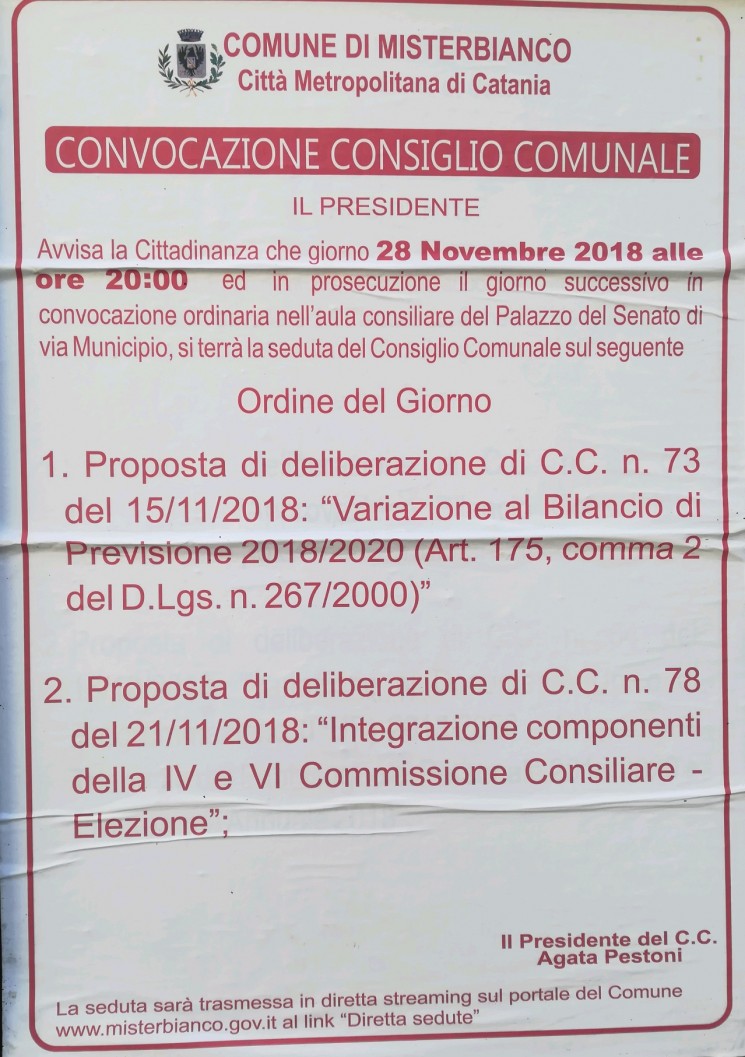 COMUNE DI MISTERBIANCO
Città Metropolitana di Catania
CONVOCAZIONE CONSIGLIO COMUNALE
IL PRESIDENTE
Avvisa la Cittadinanza che giorno 28 Novembre 2018 alle
ore 20:00 ed in prosecuzione il giorno successivo in
convocazione ordinaria nell'aula consiliare del Palazzo del Senato di
via Municipio, si terrà la seduta del Consiglio Comunale sul seguente
Ordine del Giorno
1. Proposta di deliberazione di C.C. n. 73
del 15/11/2018: “Variazione al Bilancio di
Previsione 2018/2020 (Art. 175, comma 2
del D.Lgs. n. 267/2000)”
2. Proposta di deliberazione di C.C. n. 78
del 21/11/2018: “Integrazione componenti
della IV e VI Commissione Consiliare -
Elezione”;
Il Presidente del C.C.
Agata Pestoni
La seduta sarà trasmessa in diretta streaming sul portale del Comune
www.misterbianco.gov.it al link “Diretta sedute”